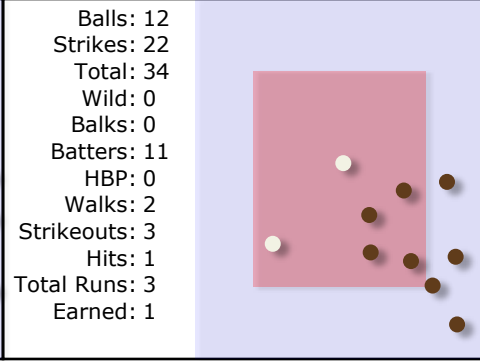 Balls: 12
Strikes: 22
Total: 34
Wild: 0
Balks: 0
Batters: 11
HBP: 0
Walks: 2
Strikeouts: 3
Hits: 1
Total Runs: 3
Earned: 1